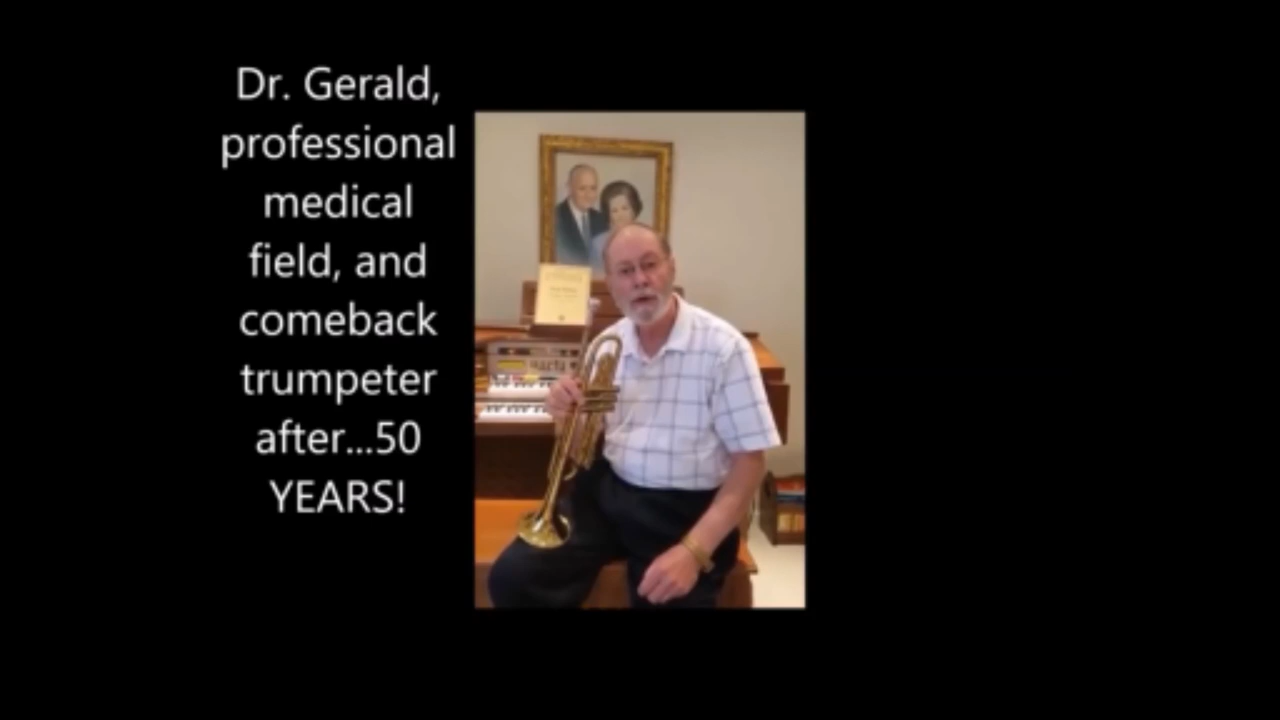 Dr. Gerald,
professional
medical
field, and
comeback
trumpeter
after...50
YEARS!